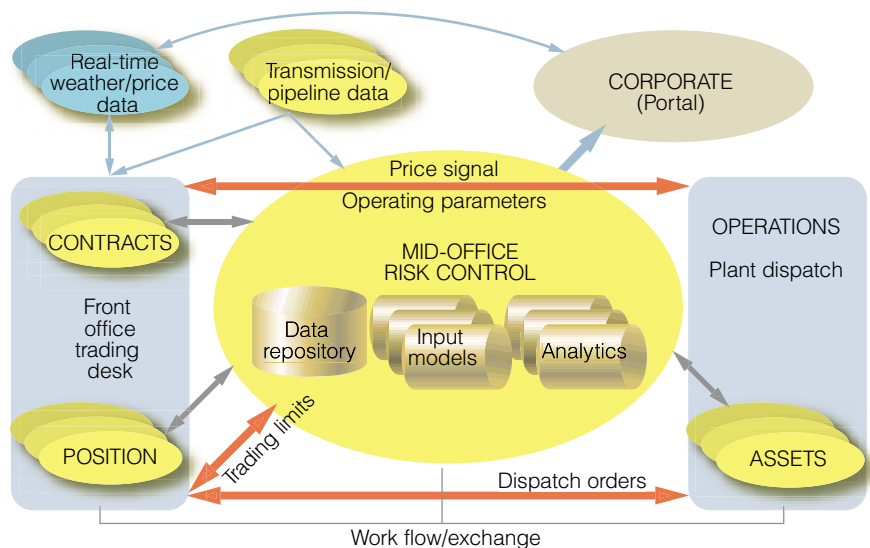 Real-time
weather/price
data
Transmission/
pipeline data
CORPORATE
(Portal)
Price signal
Operating parameters
CONTRACTS
OPERATIONS
Plant dispatch
MID-OFFICE
RISK CONTROL
Front
office
trading
desk
Data
repository
Input
models
Analytics
POSITION
Trading limits
ASSETS
Dispatch orders
Work flow/exchange